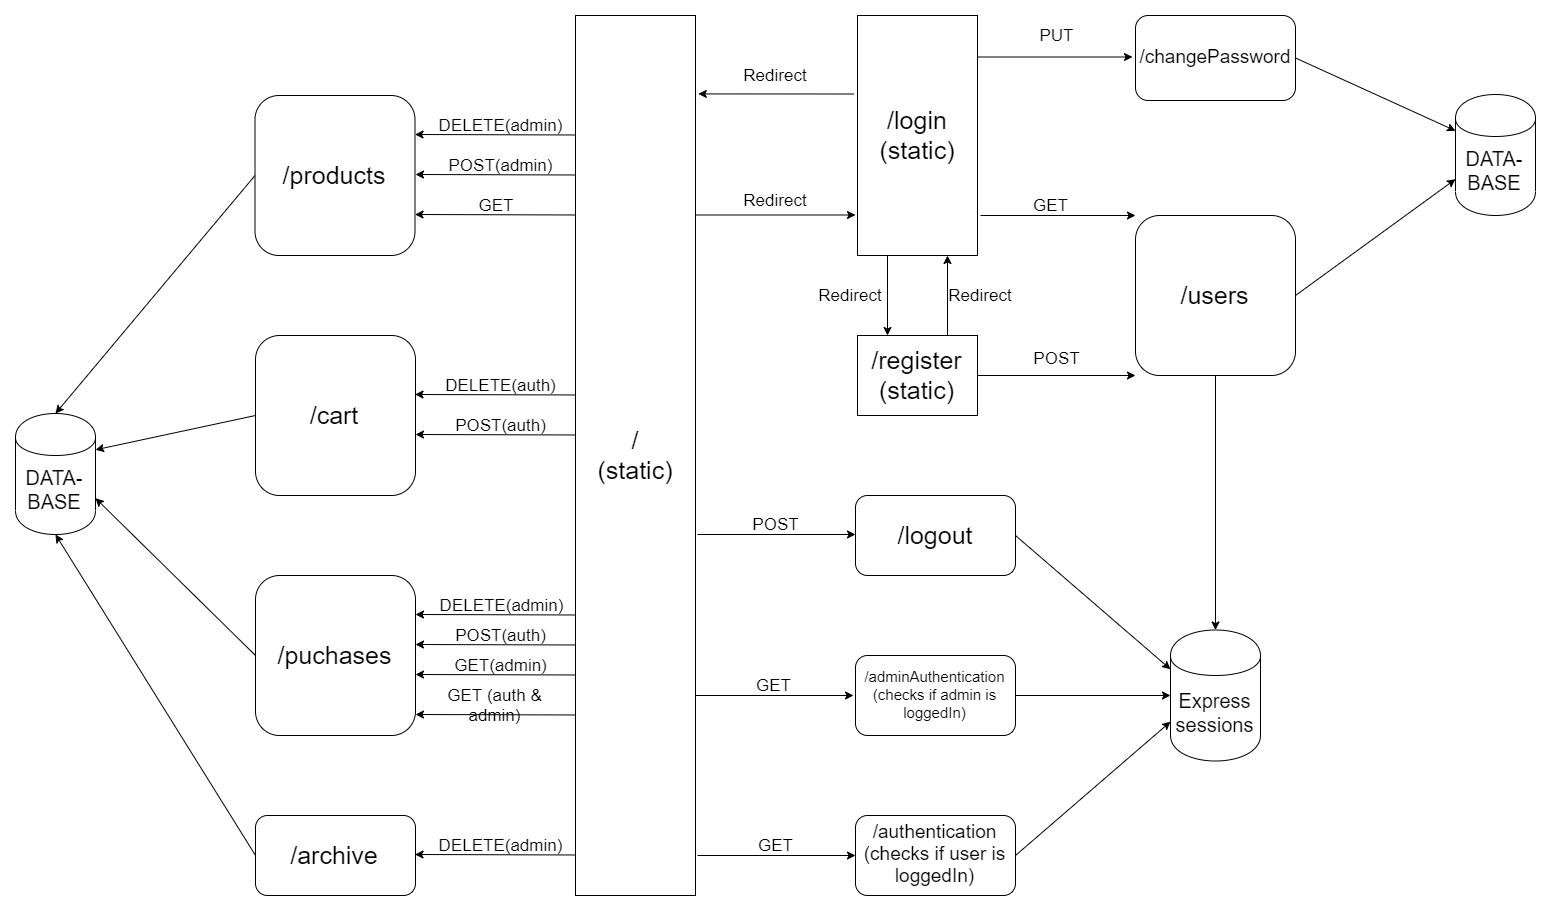 PUT
/changePassword
Redirect
/login
(static)
DATA-
BASE
DELETE(admin)
POST(admin)
GET
/products
Redirect
GET
/users
Redirect
Redirect
/register
(static)
POST
DELETE(auth)
POST(auth)
/cart
/
(static)
DATA-
BASE
POST
/logout
DELETE(admin)
POST(auth)
GET(admin)
GET (auth &
admin)
/puchases
GET
/adminAuthentication
(checks if admin is
loggedIn)
Express
sessions
DELETE(admin)
/archive
GET
/authentication
(checks if user is
loggedIn)